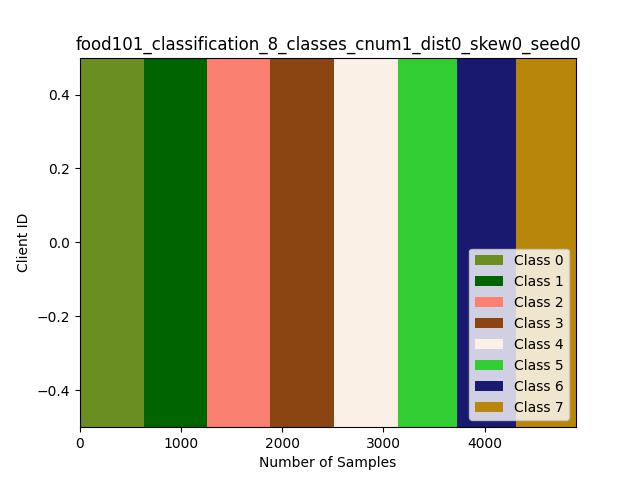 food101_classification_8_classes_cnum1_dist0_skew0_seed0
0.4
0.2
0.0
−0.2
−0.4
Client ID
Class 0
Class 1
Class 2
Class 3
Class 4
Class 5
Class 6
Class 7
0 1000 2000 3000 4000
Number of Samples